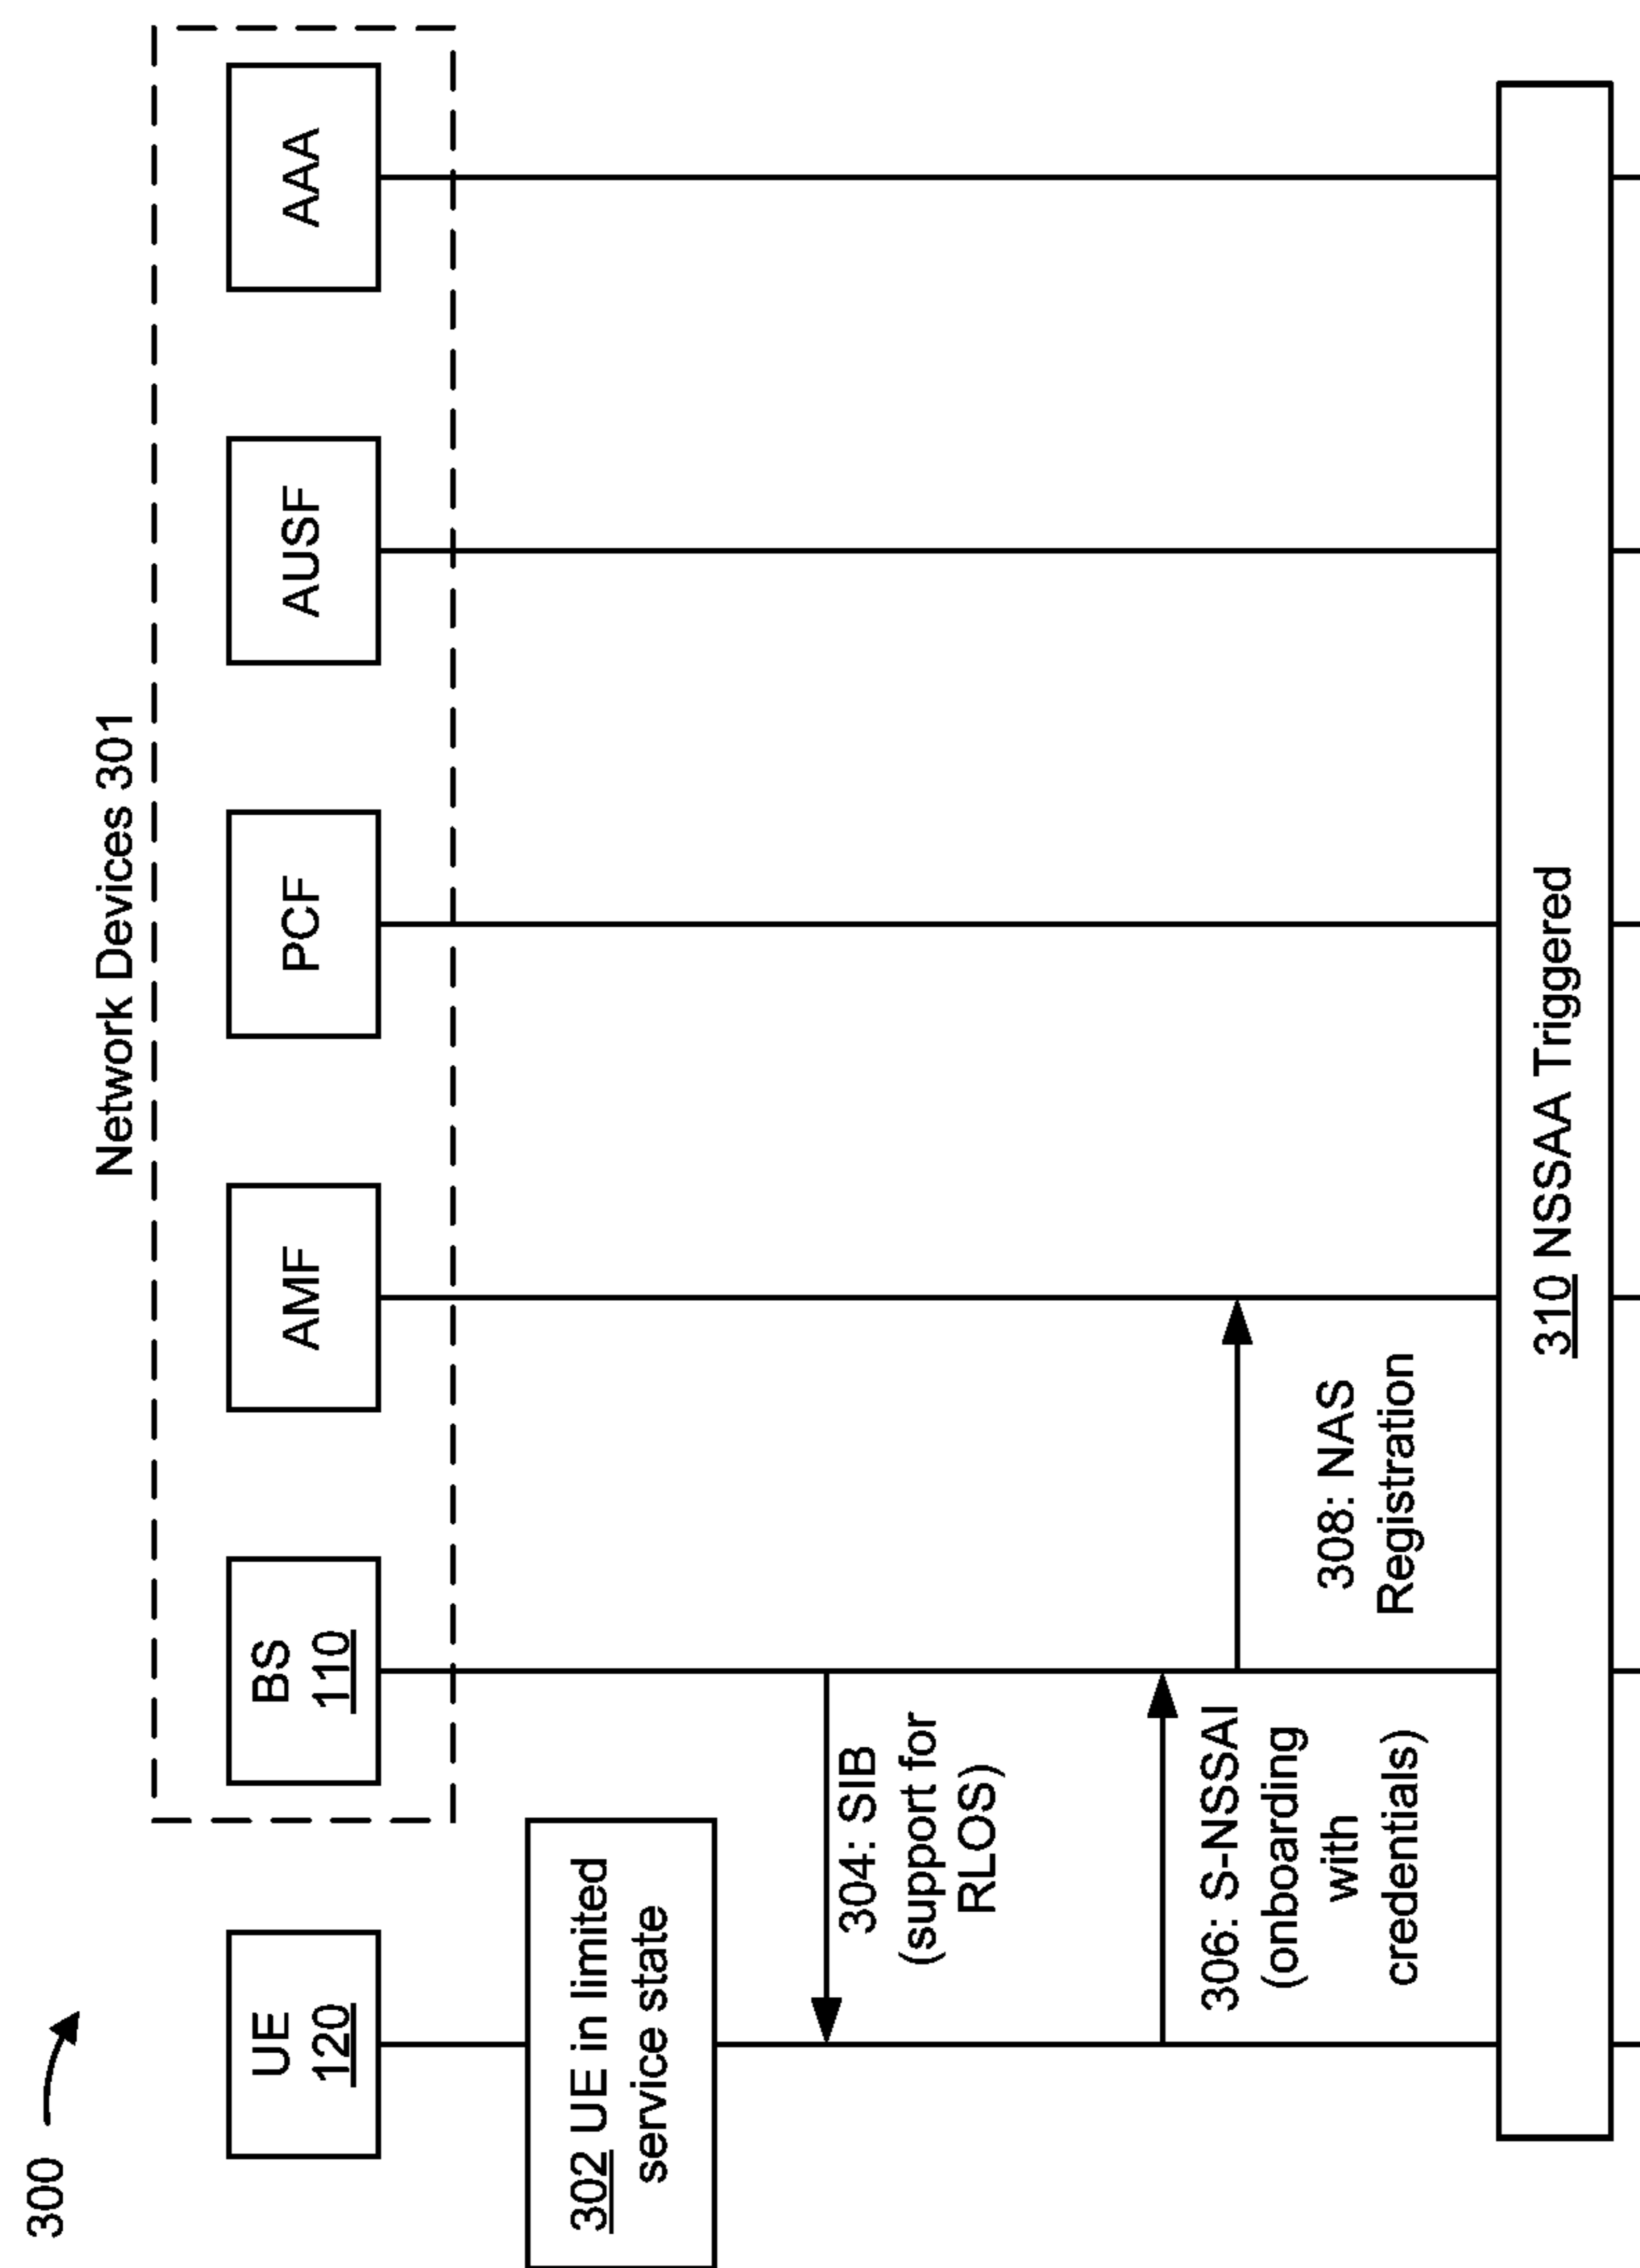 300
Network Devices 301
UE
120
BS
110
AMF
PCF
AUSF
AAA
302 UE in limited
service state
304: SIB
(support for
RLOS)
306: S-NSSAI
(onboarding
with
credentials)
308: NAS
Registration
310 NSSAA Triggered